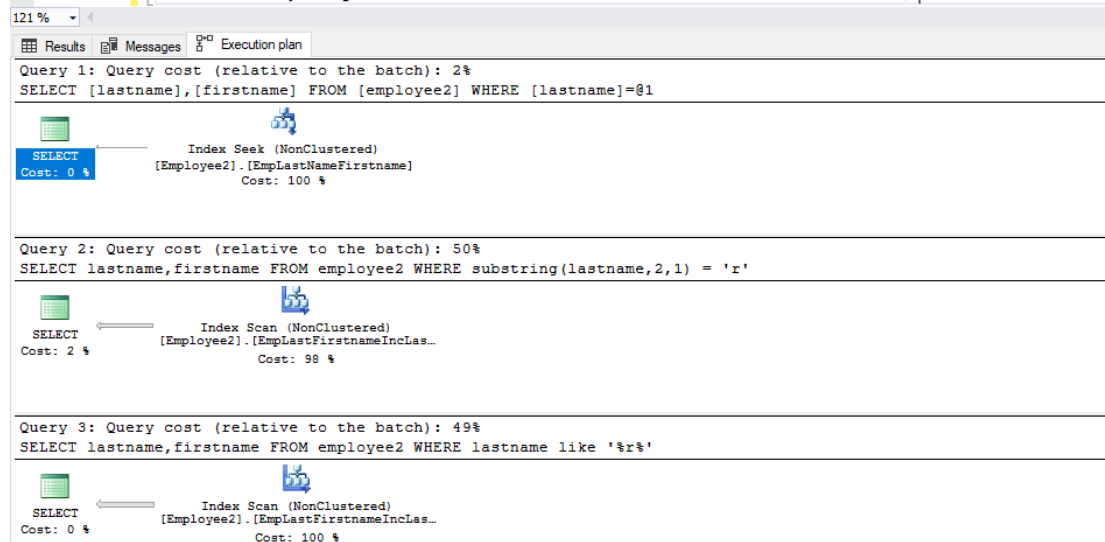 121 %
Results Messages Execution plan
Query 1: Query cost (relative to the batch): 2%
SELECT [lastname],[firstname] FROM [employee2] WHERE [lastname]=@1
SELECT
Cost: 0 %
Index Seek (NonClustered)
[Employee2].[EmpLastNameFirstname]
Cost: 100 %
Query 2: Query cost (relative to the batch): 50%
SELECT lastname,firstname FROM employee2 WHERE substring(lastname,2,1) = 'r'
SELECT
Cost: 2 %
Index Scan (NonClustered)
[Employee2].[EmpLastFirstnameIncLas…
Cost: 98 %
Query 3: Query cost (relative to the batch): 49%
SELECT lastname,firstname FROM employee2 WHERE lastname like '%r%'
SELECT
Cost: 0 %
Index Scan (NonClustered)
[Employee2].[EmpLastFirstnameIncLas…
Cost: 100 %